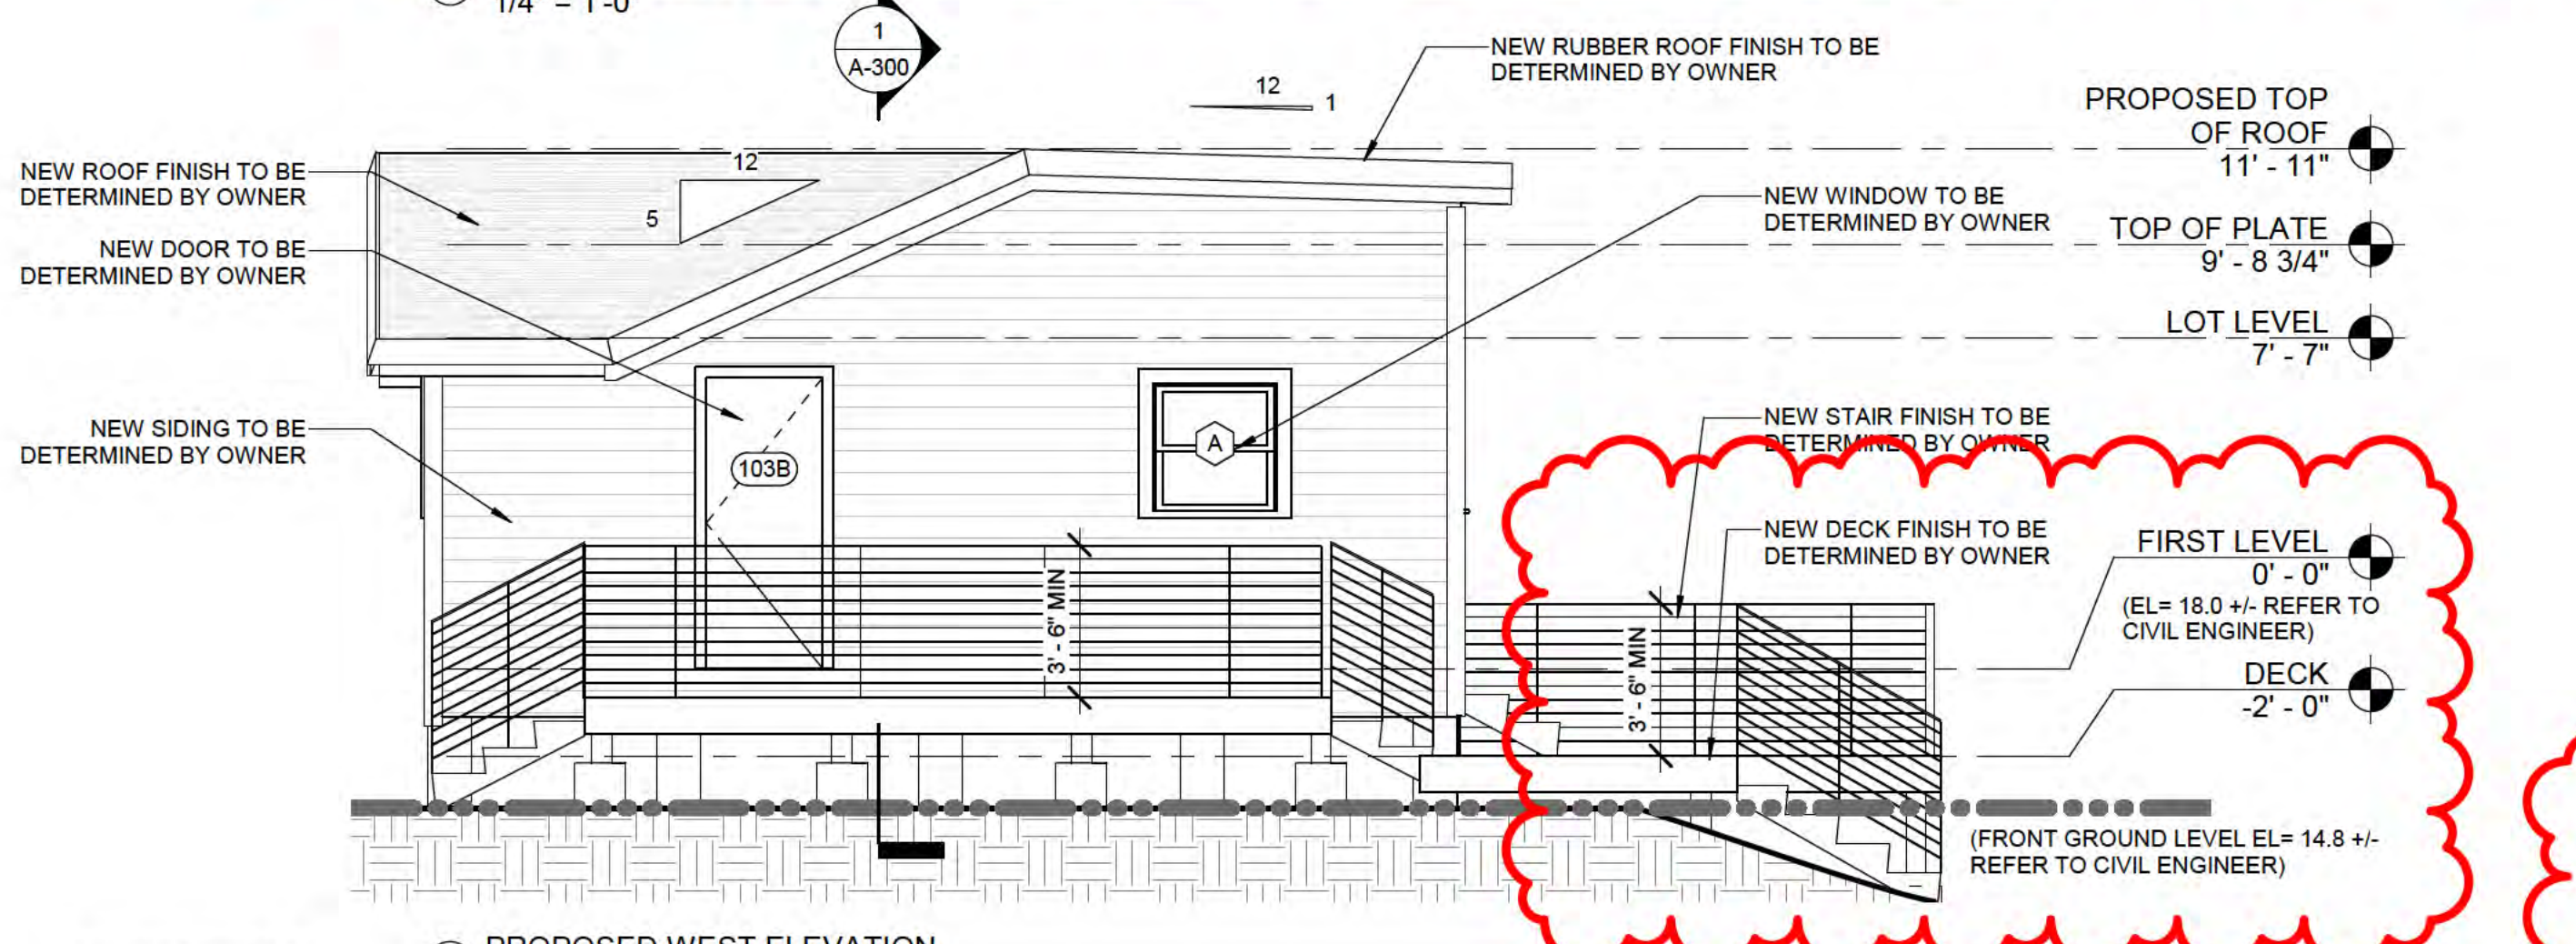 1/4" = 1'-0"
1
A-300
NEW RUBBER ROOF FINISH TO BE
DETERMINED BY OWNER
12
1
PROPOSED TOP
OF ROOF
11' - 11"
NEW ROOF FINISH TO BE
DETERMINED BY OWNER
12
5
NEW WINDOW TO BE
DETERMINED BY OWNER
TOP OF PLATE
9' - 8 3/4"
NEW DOOR TO BE
DETERMINED BY OWNER
LOT LEVEL
7' - 7"
NEW SIDING TO BE
DETERMINED BY OWNER
103B
A
NEW STAIR FINISH TO BE
DETERMINED BY OWNER
NEW DECK FINISH TO BE
DETERMINED BY OWNER
FIRST LEVEL
0' - 0"
(EL= 18.0 +/- REFER TO
CIVIL ENGINEER)
3' - 6" MIN
3' - 6" MIN
DECK
-2' - 0"
(FRONT GROUND LEVEL EL= 14.8 +/-
REFER TO CIVIL ENGINEER)
PROPOSED WEST ELEVATION